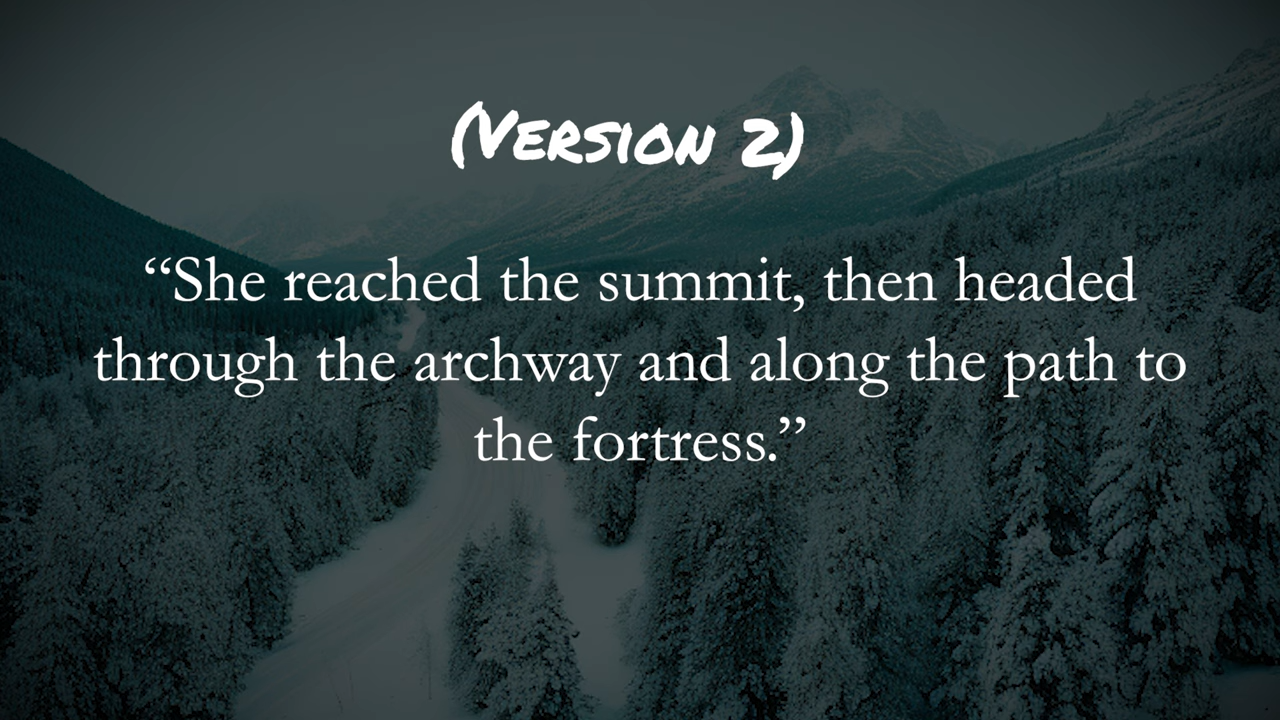 (Version 2)
“She reached the summit, then headed
through the archway and along the path to
the fortress.”